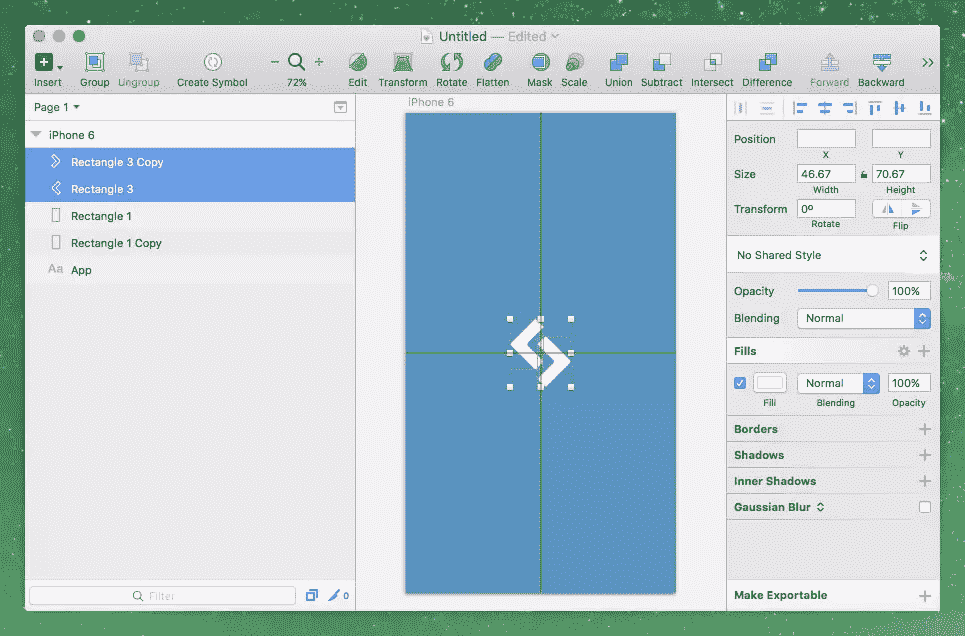 Untitled — Edited
Insert Group Ungroup Create Symbol 72% Edit Transform Rotate Flatten Mask Scale Union Subtract Intersect Difference Forward Backward
Page 1
iPhone 6
iPhone 6
Rectangle 3 Copy
Rectangle 3
Rectangle 1
Rectangle 1 Copy
Aa App
Filter
0
Position
X Y
Size 46.67 70.67
Width Height
Transform 0º
Rotate Flip
No Shared Style
Opacity 100%
Blending Normal
Fills
Normal 100%
Fill Blending Opacity
Borders
Shadows
Inner Shadows
Gaussian Blur
Make Exportable